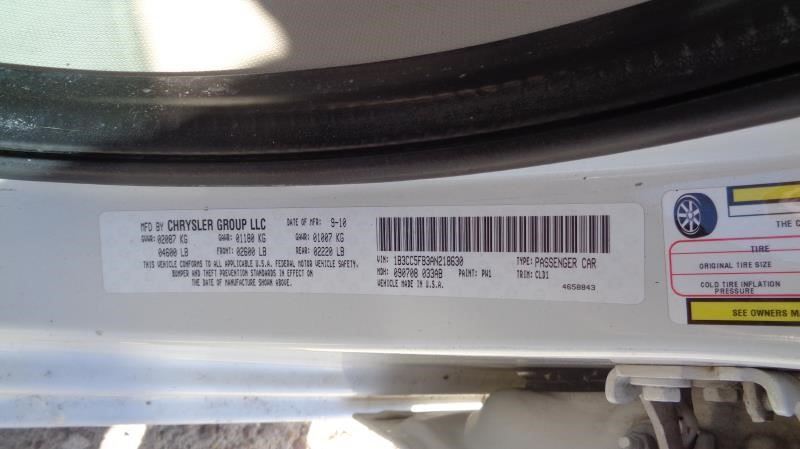 MFD BY CHRYSLER GROUP LLC DATE OF MFR: 9-10
GVWR: 02087 KG GAWR: 01180 KG GAWR: 01007 KG
04600 LB FRONT: 02600 LB REAR: 02220 LB
THIS VEHICLE CONFORMS TO ALL APPLICABLE U.S.A. FEDERAL MOTOR VEHICLE SAFETY,
BUMPER AND THEFT PREVENTION STANDARDS IN EFFECT ON
THE DATE OF MANUFACTURE SHOWN ABOVE.
VIN: 1B3CC5FB3AN218630 TYPE: PASSENGER CAR
MDH: 090708 033AB PAINT: PW1 TRIM: CLD1
VEHICLE MADE IN U.S.A. 4658843
THE C
TIRE
ORIGINAL TIRE SIZE
COLD TIRE INFLATION
PRESSURE
SEE OWNERS MA